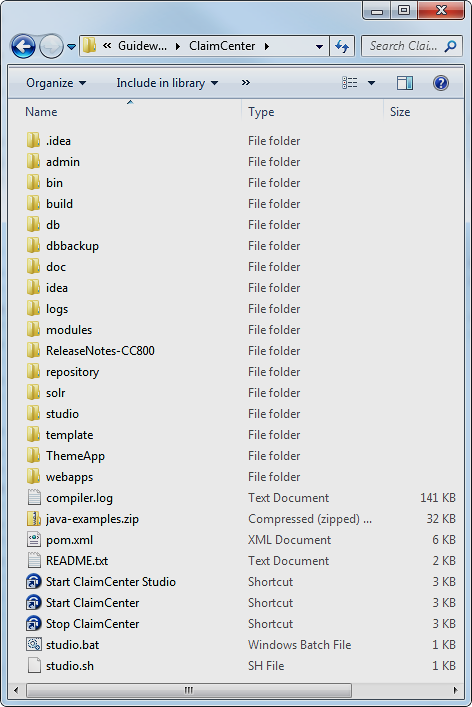 « Guidew... ClaimCenter Search Clai...
Organize Include in library »
Name Type Size
.idea File folder
admin File folder
bin File folder
build File folder
db File folder
dbbackup File folder
doc File folder
idea File folder
logs File folder
modules File folder
ReleaseNotes-CC800 File folder
repository File folder
solr File folder
studio File folder
template File folder
ThemeApp File folder
webapps File folder
compiler.log Text Document 141 KB
java-examples.zip Compressed (zipped) ... 32 KB
pom.xml XML Document 6 KB
README.txt Text Document 2 KB
Start ClaimCenter Studio Shortcut 3 KB
Start ClaimCenter Shortcut 3 KB
Stop ClaimCenter Shortcut 3 KB
studio.bat Windows Batch File 1 KB
studio.sh SH File 1 KB